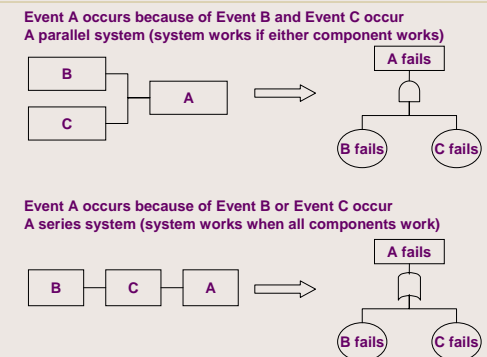 Event A occurs because of Event B and Event C occur
A parallel system (system works if either component works)
A fails
B
A
C
B fails
C fails
Event A occurs because of Event B or Event C occur
A series system (system works when all components work)
A fails
B
C
A
B fails
C fails